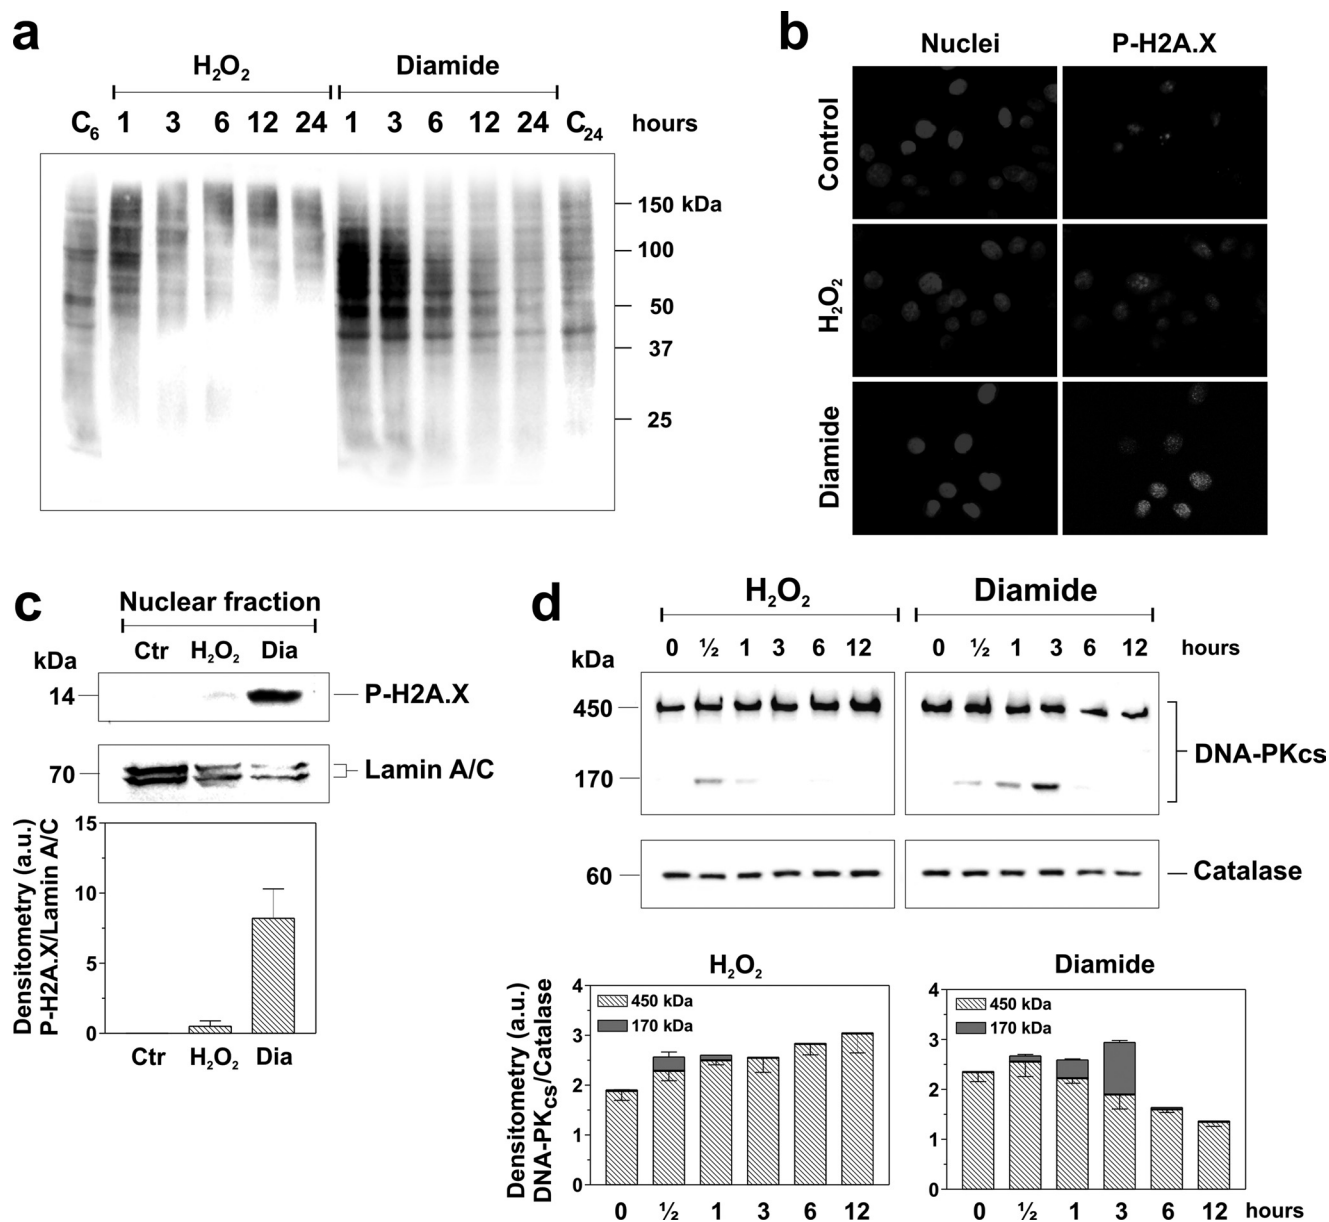 a
H₂O₂ Diamide
C₆ 1 3 6 12 24 1 3 6 12 24 C₂₄ hours
150 kDa
100
50
37
25
b
Nuclei P-H2A.X
Control
H₂O₂
Diamide
c
Nuclear fraction
Ctr H₂O₂ Dia
kDa
14 P-H2A.X
70 Lamin A/C
Densitometry (a.u.)
P-H2A.X/Lamin A/C
15
10
5
0
Ctr H₂O₂ Dia
d
H₂O₂ Diamide
0 ½ 1 3 6 12 0 ½ 1 3 6 12 hours
kDa
450
170
DNA-PKcs
60 Catalase
Densitometry (a.u.)
DNA-PKcs/Catalase
H₂O₂
4
3
2
1
0
450 kDa
170 kDa
0 ½ 1 3 6 12
Diamide
4
3
2
1
0
450 kDa
170 kDa
0 ½ 1 3 6 12 hours